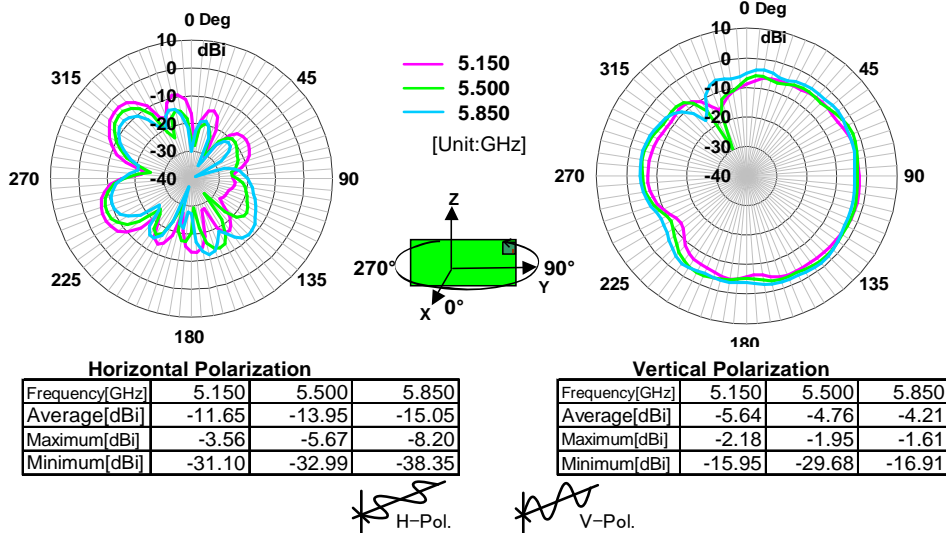 0 Deg
10
dBi
0
-10
-20
-30
-40
315
45
270
90
225
135
180
5.150
5.500
5.850
[Unit:GHz]
Z
270°
90°
Y
X
0°
0 Deg
10
dBi
0
-10
-20
-30
-40
315
45
270
90
225
135
180
Horizontal Polarization
Frequency[GHz] 5.150 5.500 5.850
Average[dBi] -11.65 -13.95 -15.05
Maximum[dBi] -3.56 -5.67 -8.20
Minimum[dBi] -31.10 -32.99 -38.35
Vertical Polarization
Frequency[GHz] 5.150 5.500 5.850
Average[dBi] -5.64 -4.76 -4.21
Maximum[dBi] -2.18 -1.95 -1.61
Minimum[dBi] -15.95 -29.68 -16.91
H-Pol.
V-Pol.